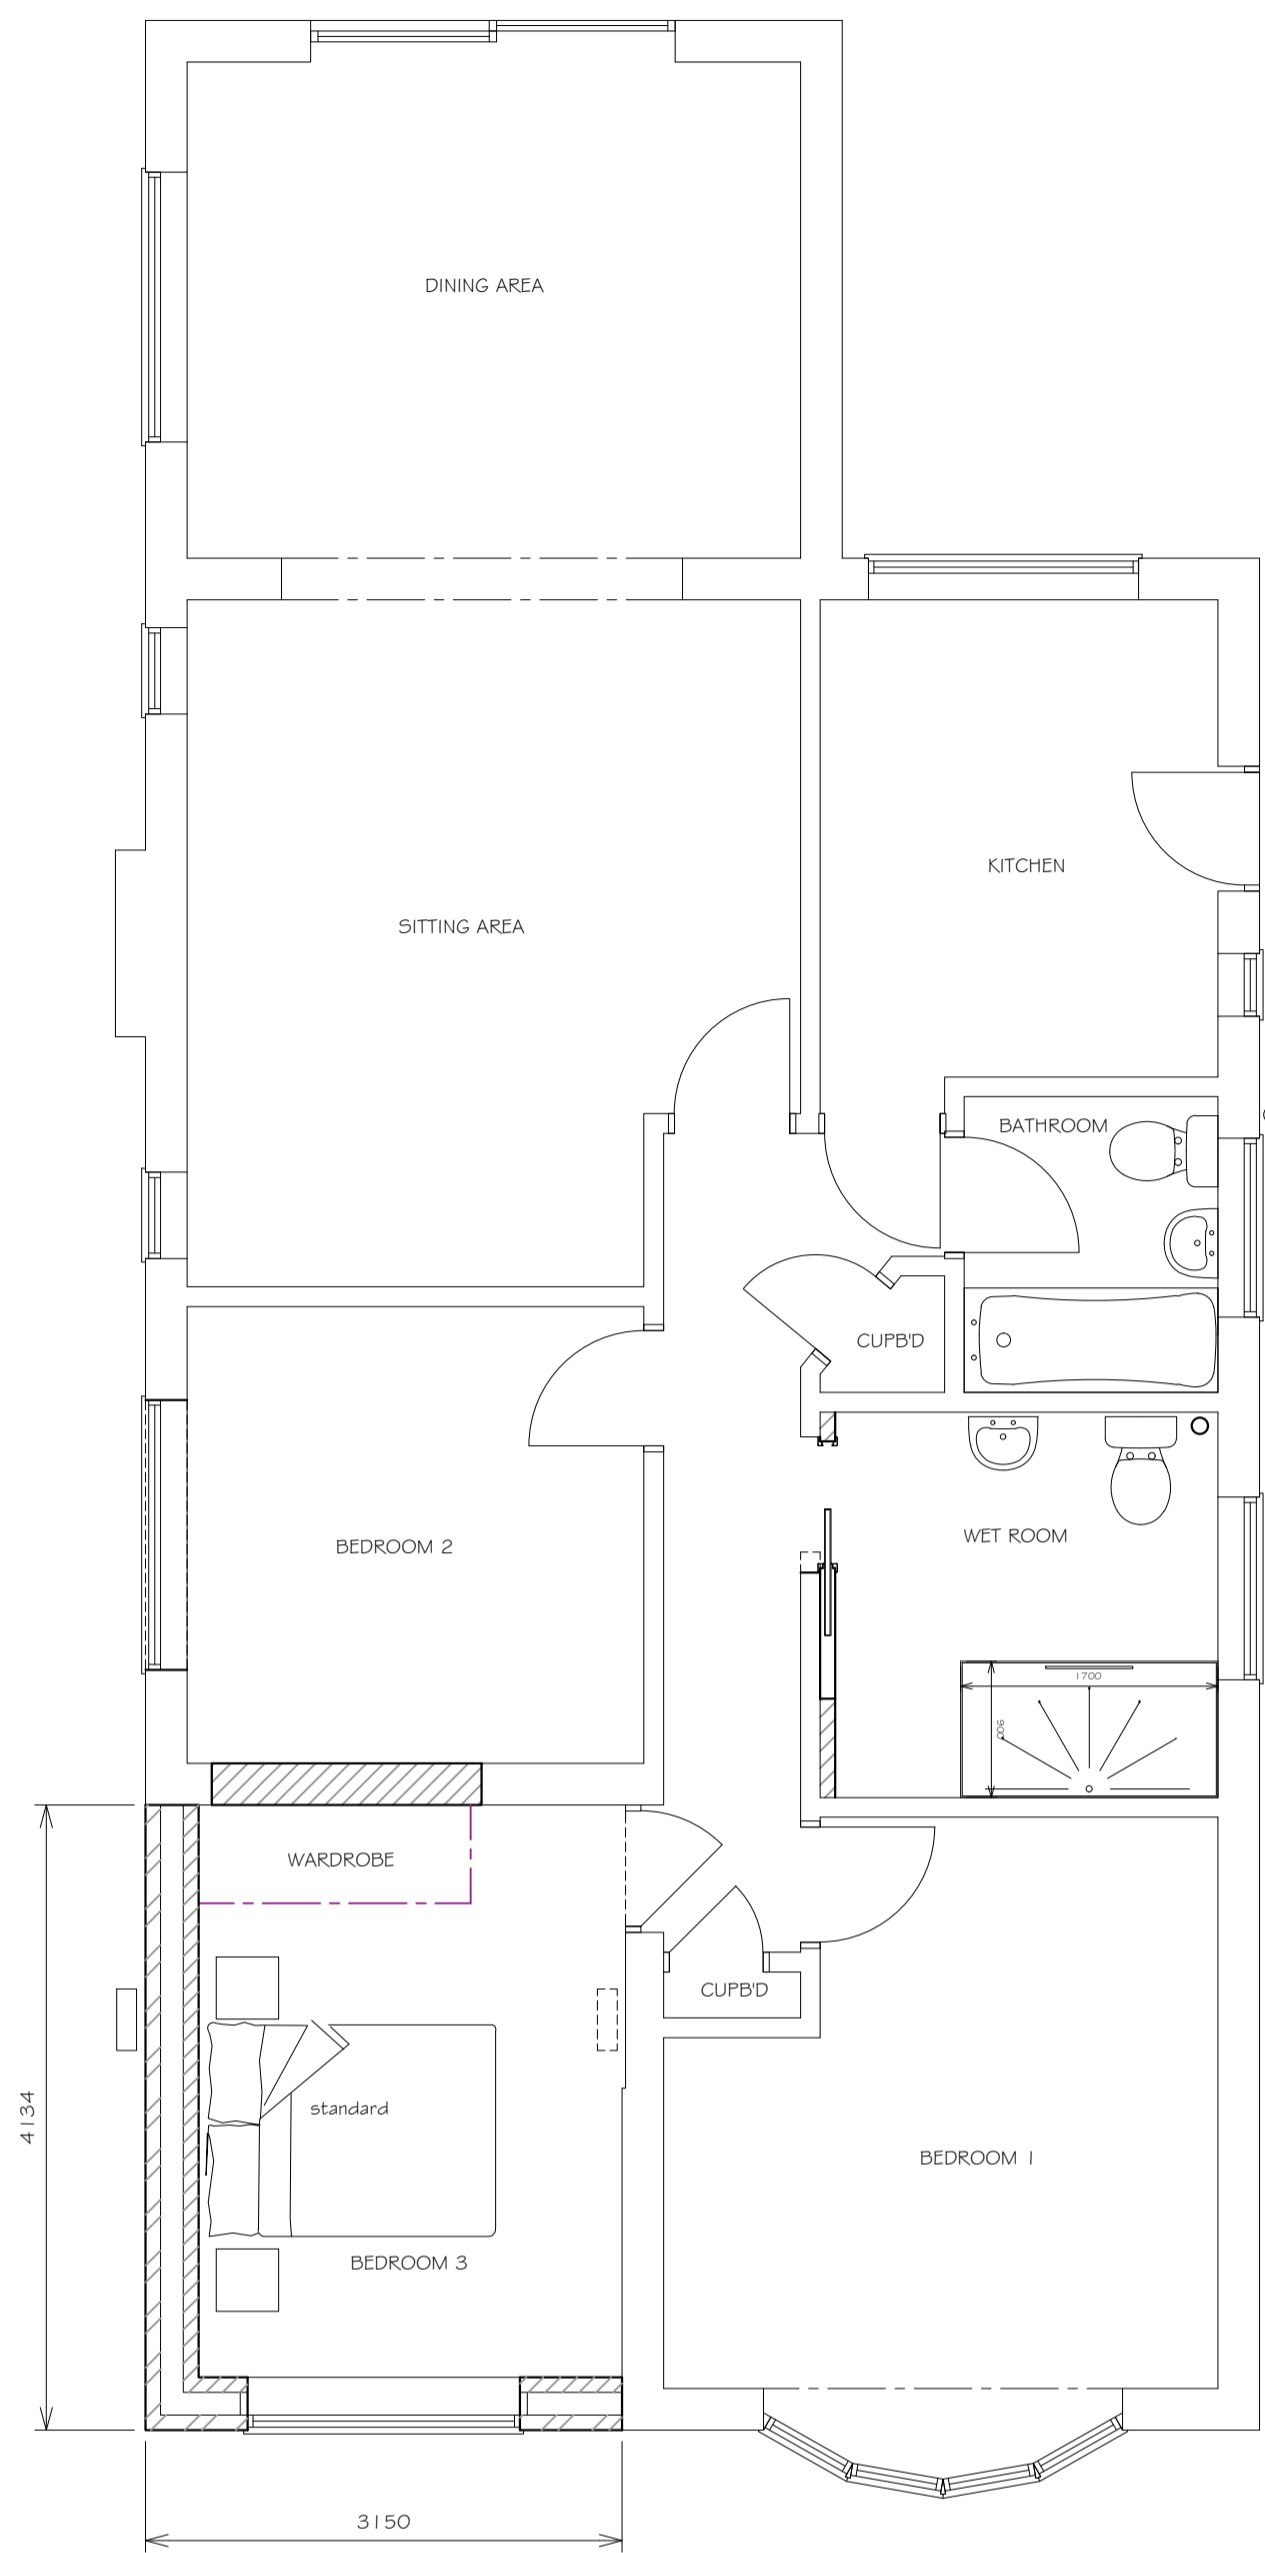 DINING AREA
KITCHEN
SITTING AREA
BATHROOM
CUPB'D
BEDROOM 2
WET ROOM
1700
900
WARDROBE
CUPB'D
standard
4134
BEDROOM 1
BEDROOM 3
3150